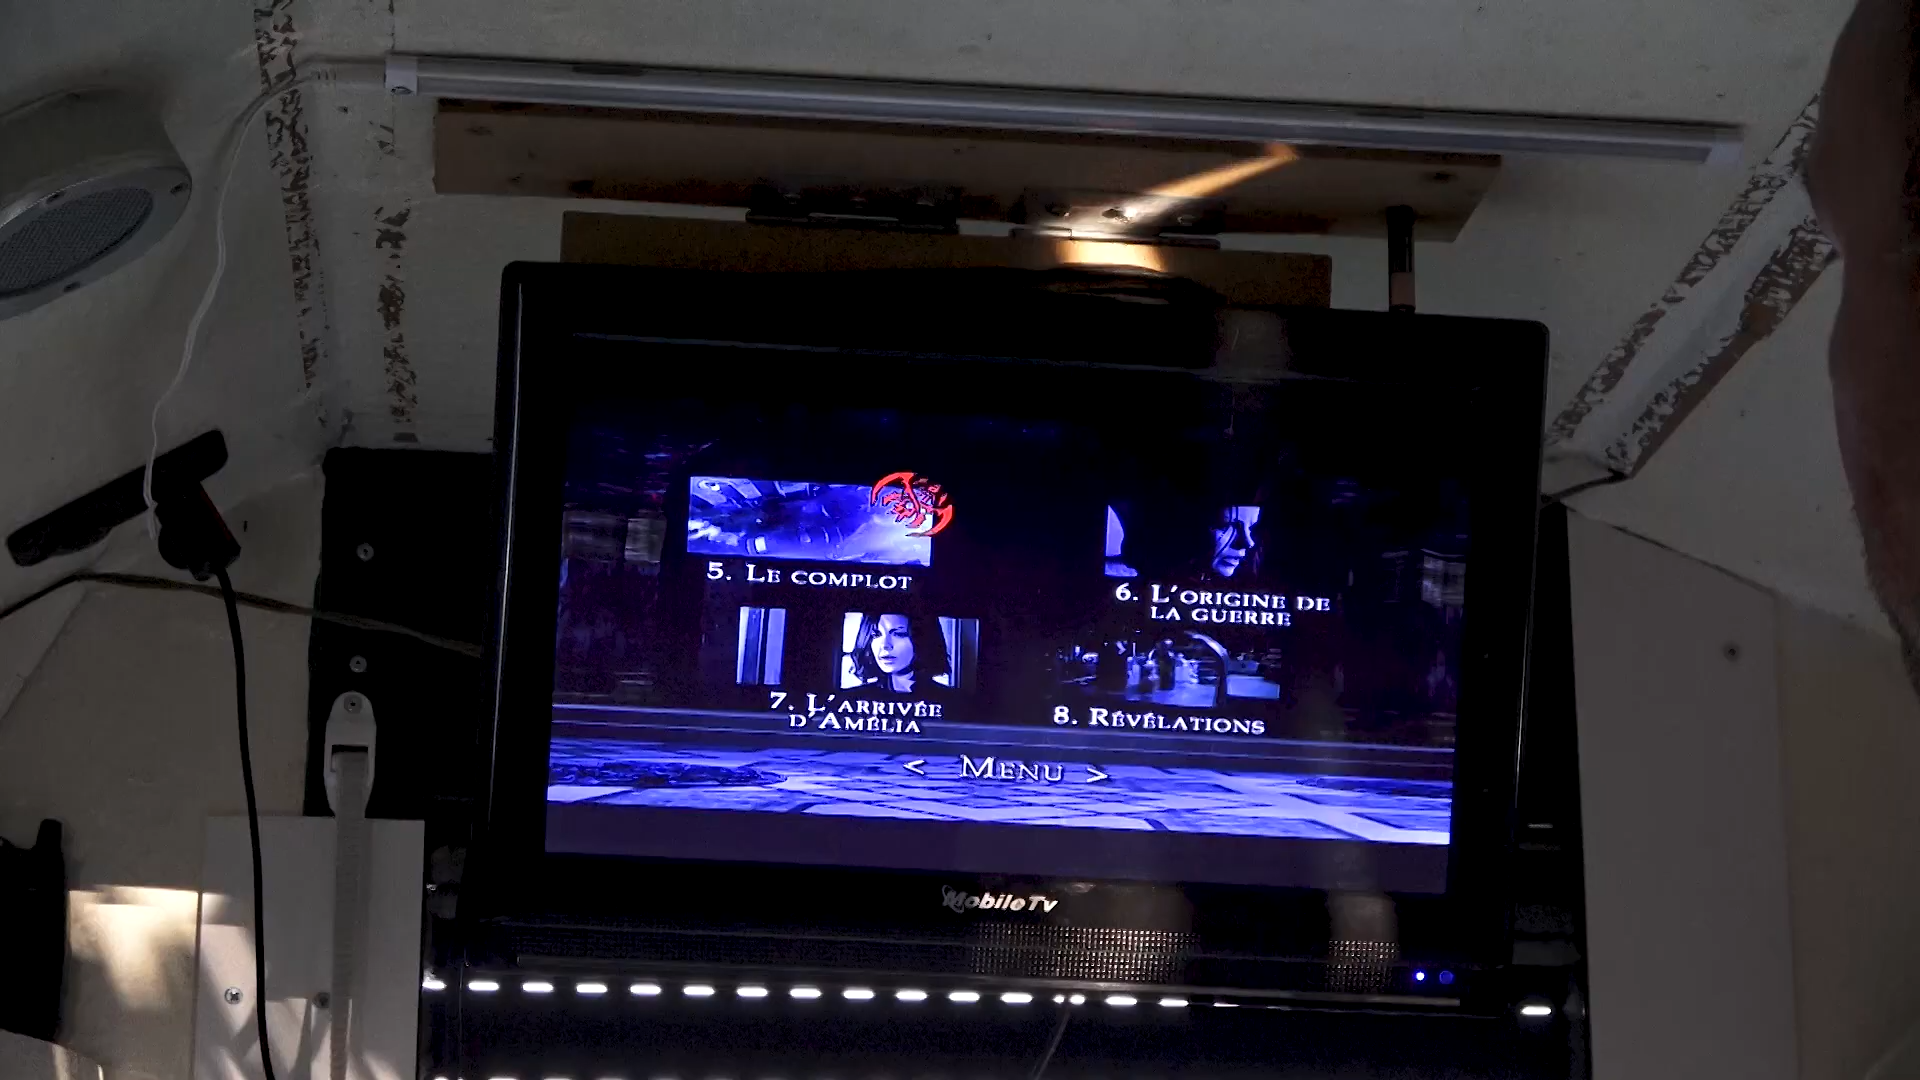 5. Le complot
6. L'origine de
la guerre
7. L'arrivée
d'Amélia
8. Révélations
< Menu >
MobileTv